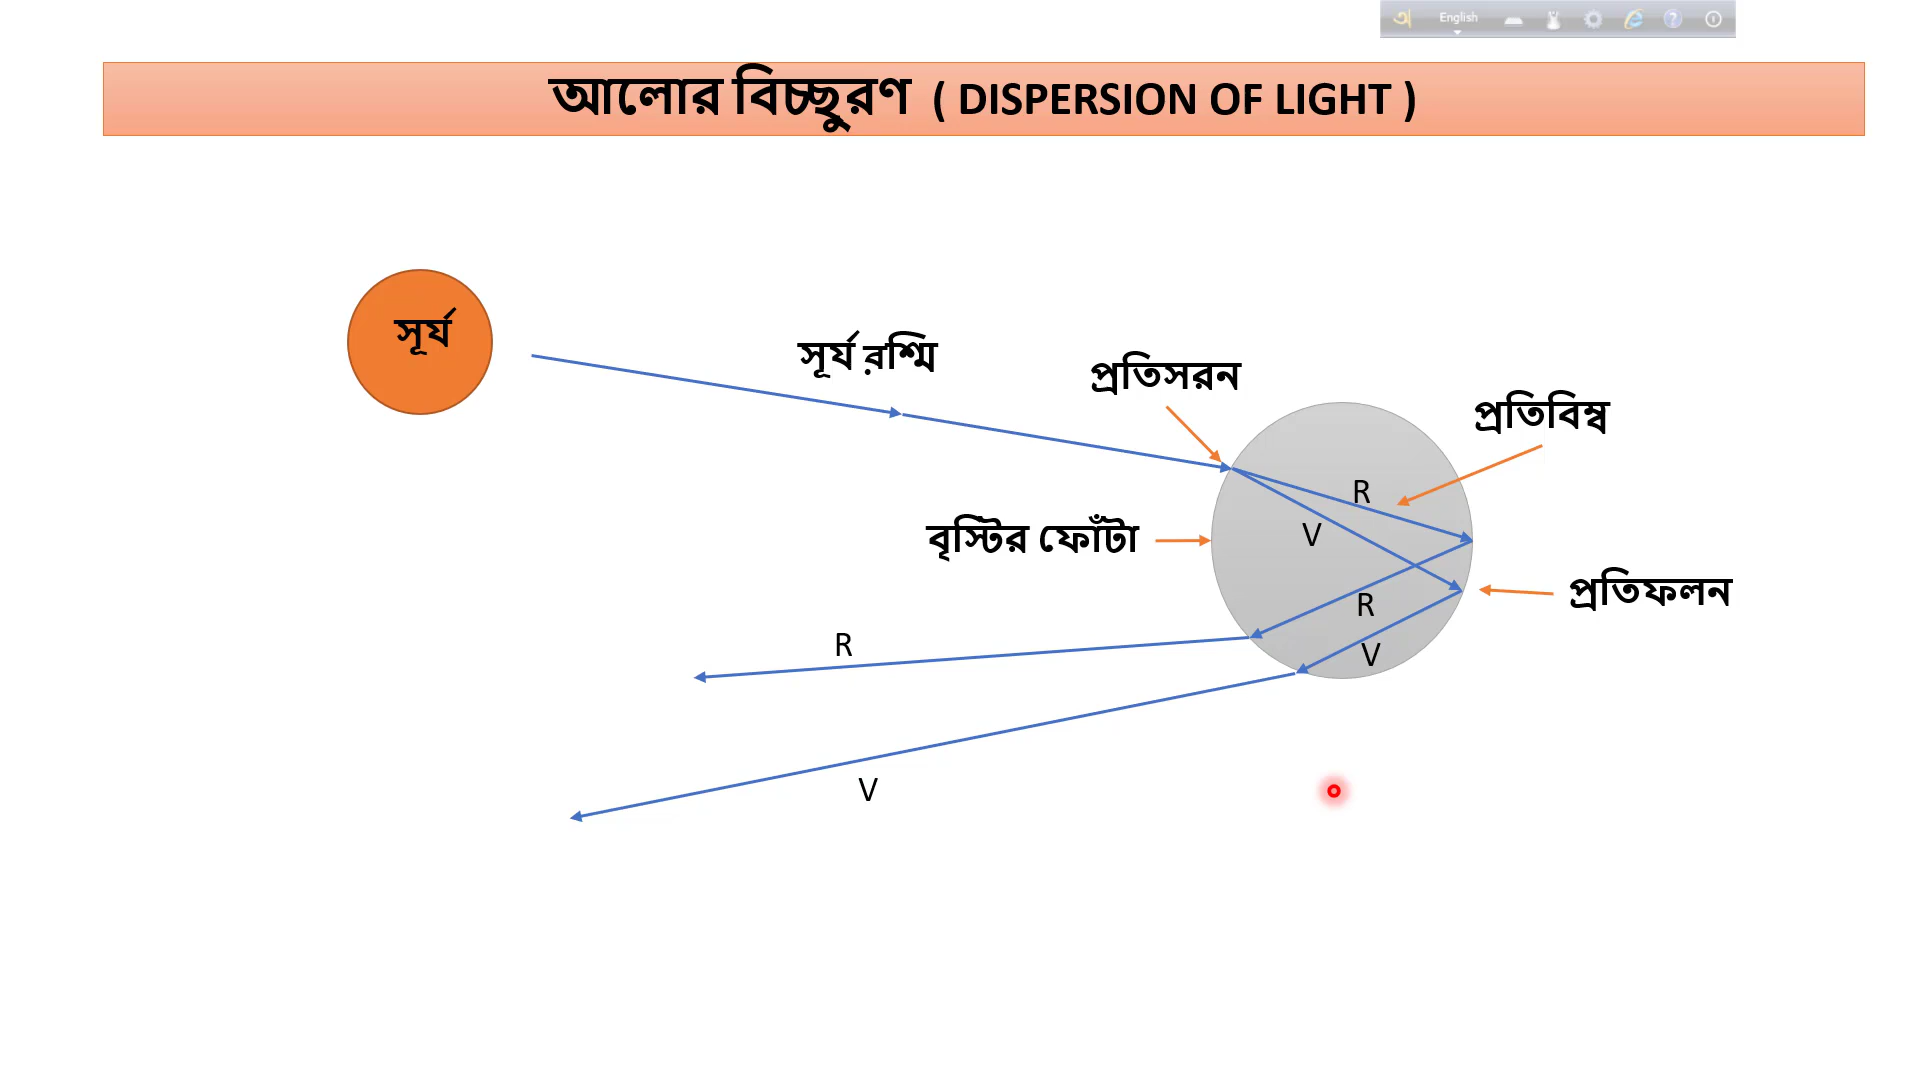 English
আলোর বিচ্ছুরণ ( DISPERSION OF LIGHT )
সূর্য
সূর্য রশ্মি
প্রতিসরন
প্রতিবিম্ব
R
V
বৃস্টির ফোঁটা
প্রতিফলন
R
R
V
V